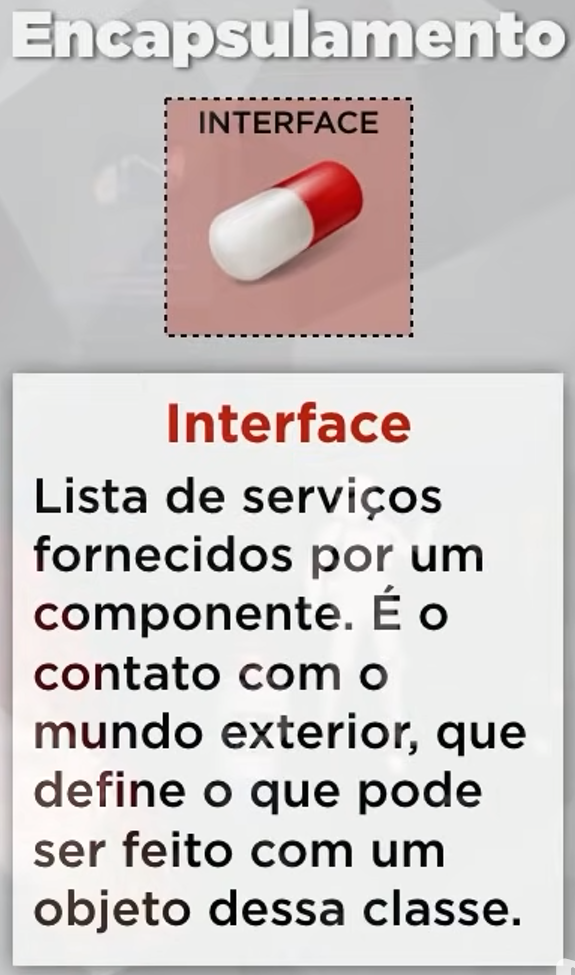 Encapsulamento
INTERFACE
Interface
Lista de serviços
fornecidos por um
componente. É o
contato com o
mundo exterior, que
define o que pode
ser feito com um
objeto dessa classe.